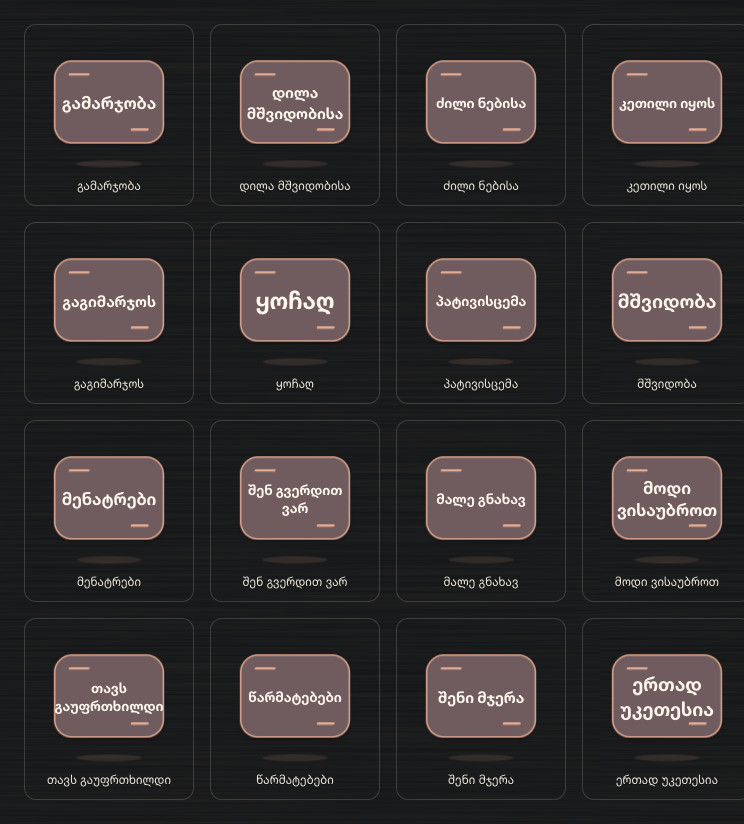 გამარჯობა
დილა
მშვიდობისა
ძილი ნებისა
კეთილი იყოს
გამარჯობა
დილა მშვიდობისა
ძილი ნებისა
კეთილი იყოს
გაგიმარჯოს
ყოჩაღ
პატივისცემა
მშვიდობა
გაგიმარჯოს
ყოჩაღ
პატივისცემა
მშვიდობა
მენატრები
შენ გვერდით
ვარ
მალე გნახავ
მოდი
ვისაუბროთ
მენატრები
შენ გვერდით ვარ
მალე გნახავ
მოდი ვისაუბროთ
თავს
გაუფრთხილდი
წარმატებები
შენი მჯერა
ერთად
უკეთესია
თავს გაუფრთხილდი
წარმატებები
შენი მჯერა
ერთად უკეთესია